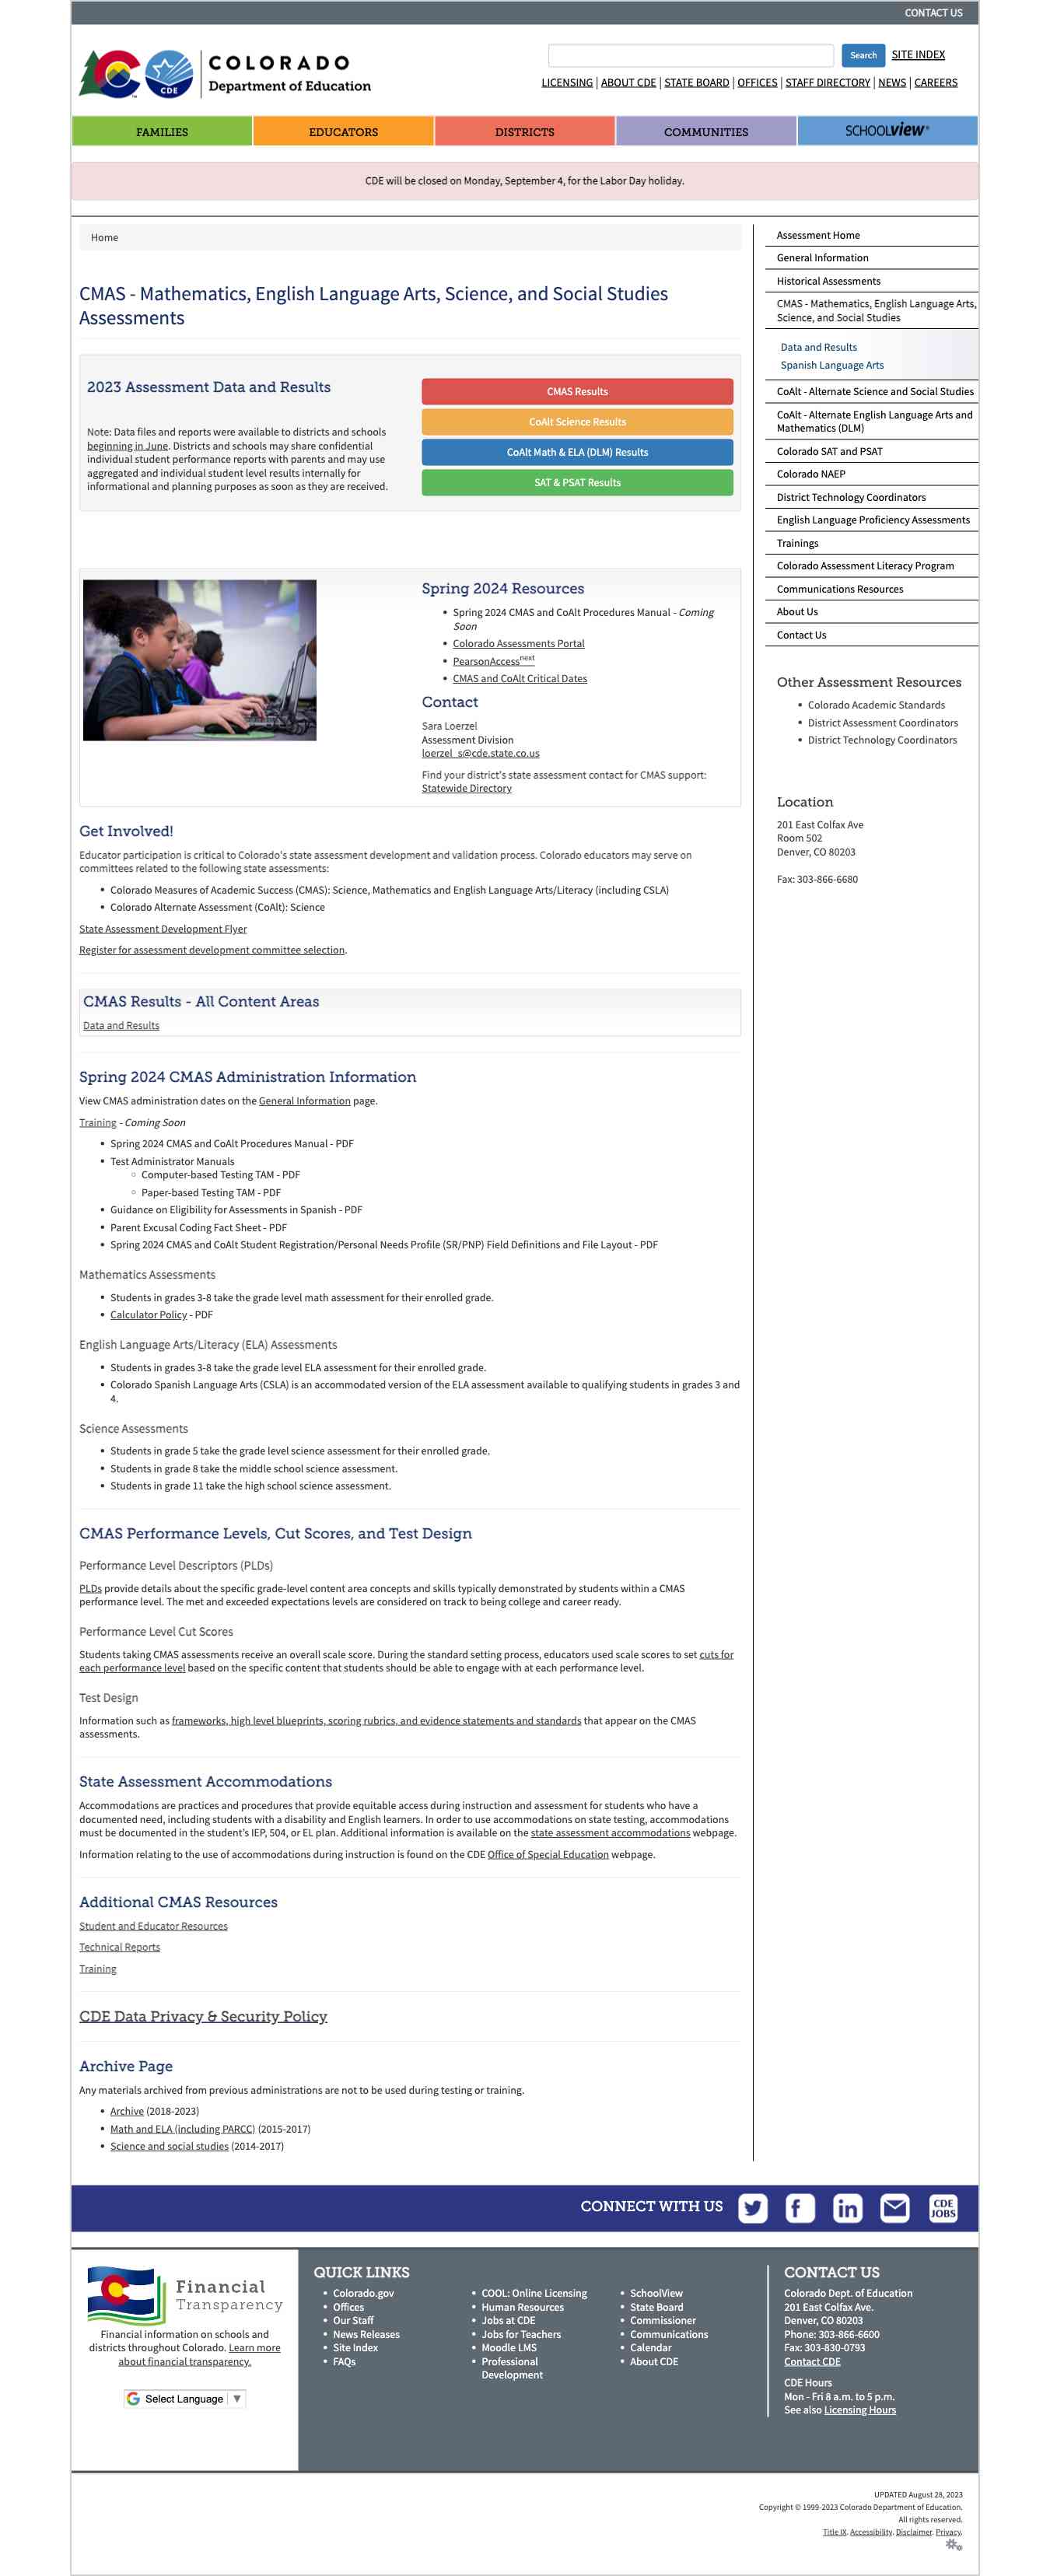 CONTACT US
COLORADO
Department of Education
CDE
Search
SITE INDEX
LICENSING | ABOUT CDE | STATE BOARD | OFFICES | STAFF DIRECTORY | NEWS | CAREERS
FAMILIES
EDUCATORS
DISTRICTS
COMMUNITIES
SCHOOLview®
CDE will be closed on Monday, September 4, for the Labor Day holiday.
Home
CMAS - Mathematics, English Language Arts, Science, and Social Studies
Assessments
2023 Assessment Data and Results
Note: Data files and reports were available to districts and schools
beginning in June. Districts and schools may share confidential
individual student performance reports with parents and may use
aggregated and individual student level results internally for
informational and planning purposes as soon as they are received.
CMAS Results
CoAlt Science Results
CoAlt Math & ELA (DLM) Results
SAT & PSAT Results
Spring 2024 Resources
• Spring 2024 CMAS and CoAlt Procedures Manual - Coming
Soon
• Colorado Assessments Portal
• PearsonAccessnext
• CMAS and CoAlt Critical Dates
Contact
Sara Loerzel
Assessment Division
loerzel_s@cde.state.co.us
Find your district's state assessment contact for CMAS support:
Statewide Directory
Get Involved!
Educator participation is critical to Colorado's state assessment development and validation process. Colorado educators may serve on
committees related to the following state assessments:
• Colorado Measures of Academic Success (CMAS): Science, Mathematics and English Language Arts/Literacy (including CSLA)
• Colorado Alternate Assessment (CoAlt): Science
State Assessment Development Flyer
Register for assessment development committee selection.
CMAS Results - All Content Areas
Data and Results
Spring 2024 CMAS Administration Information
View CMAS administration dates on the General Information page.
Training - Coming Soon
• Spring 2024 CMAS and CoAlt Procedures Manual - PDF
• Test Administrator Manuals
◦ Computer-based Testing TAM - PDF
◦ Paper-based Testing TAM - PDF
• Guidance on Eligibility for Assessments in Spanish - PDF
• Parent Excusal Coding Fact Sheet - PDF
• Spring 2024 CMAS and CoAlt Student Registration/Personal Needs Profile (SR/PNP) Field Definitions and File Layout - PDF
Mathematics Assessments
• Students in grades 3-8 take the grade level math assessment for their enrolled grade.
• Calculator Policy - PDF
English Language Arts/Literacy (ELA) Assessments
• Students in grades 3-8 take the grade level ELA assessment for their enrolled grade.
• Colorado Spanish Language Arts (CSLA) is an accommodated version of the ELA assessment available to qualifying students in grades 3 and
4.
Science Assessments
• Students in grade 5 take the grade level science assessment for their enrolled grade.
• Students in grade 8 take the middle school science assessment.
• Students in grade 11 take the high school science assessment.
CMAS Performance Levels, Cut Scores, and Test Design
Performance Level Descriptors (PLDs)
PLDs provide details about the specific grade-level content area concepts and skills typically demonstrated by students within a CMAS
performance level. The met and exceeded expectations levels are considered on track to being college and career ready.
Performance Level Cut Scores
Students taking CMAS assessments receive an overall scale score. During the standard setting process, educators used scale scores to set cuts for
each performance level based on the specific content that students should be able to engage with at each performance level.
Test Design
Information such as frameworks, high level blueprints, scoring rubrics, and evidence statements and standards that appear on the CMAS
assessments.
State Assessment Accommodations
Accommodations are practices and procedures that provide equitable access during instruction and assessment for students who have a
documented need, including students with a disability and English learners. In order to use accommodations on state testing, accommodations
must be documented in the student's IEP, 504, or EL plan. Additional information is available on the state assessment accommodations webpage.
Information relating to the use of accommodations during instruction is found on the CDE Office of Special Education webpage.
Additional CMAS Resources
Student and Educator Resources
Technical Reports
Training
CDE Data Privacy & Security Policy
Archive Page
Any materials archived from previous administrations are not to be used during testing or training.
• Archive (2018-2023)
• Math and ELA (including PARCC) (2015-2017)
• Science and social studies (2014-2017)
Assessment Home
General Information
Historical Assessments
CMAS - Mathematics, English Language Arts,
Science, and Social Studies
Data and Results
Spanish Language Arts
CoAlt - Alternate Science and Social Studies
CoAlt - Alternate English Language Arts and
Mathematics (DLM)
Colorado SAT and PSAT
Colorado NAEP
District Technology Coordinators
English Language Proficiency Assessments
Trainings
Colorado Assessment Literacy Program
Communications Resources
About Us
Contact Us
Other Assessment Resources
• Colorado Academic Standards
• District Assessment Coordinators
• District Technology Coordinators
Location
201 East Colfax Ave
Room 502
Denver, CO 80203
Fax: 303-866-6680
CONNECT WITH US
CDE
JOBS
Financial
Transparency
Financial information on schools and
districts throughout Colorado. Learn more
about financial transparency.
Select Language ▼
QUICK LINKS
• Colorado.gov
• Offices
• Our Staff
• News Releases
• Site Index
• FAQs
• COOL: Online Licensing
• Human Resources
• Jobs at CDE
• Jobs for Teachers
• Moodle LMS
• Professional
Development
• SchoolView
• State Board
• Commissioner
• Communications
• Calendar
• About CDE
CONTACT US
Colorado Dept. of Education
201 East Colfax Ave.
Denver, CO 80203
Phone: 303-866-6600
Fax: 303-830-0793
Contact CDE
CDE Hours
Mon - Fri 8 a.m. to 5 p.m.
See also Licensing Hours
UPDATED August 28, 2023
Copyright © 1999-2023 Colorado Department of Education.
All rights reserved.
Title IX. Accessibility. Disclaimer. Privacy.